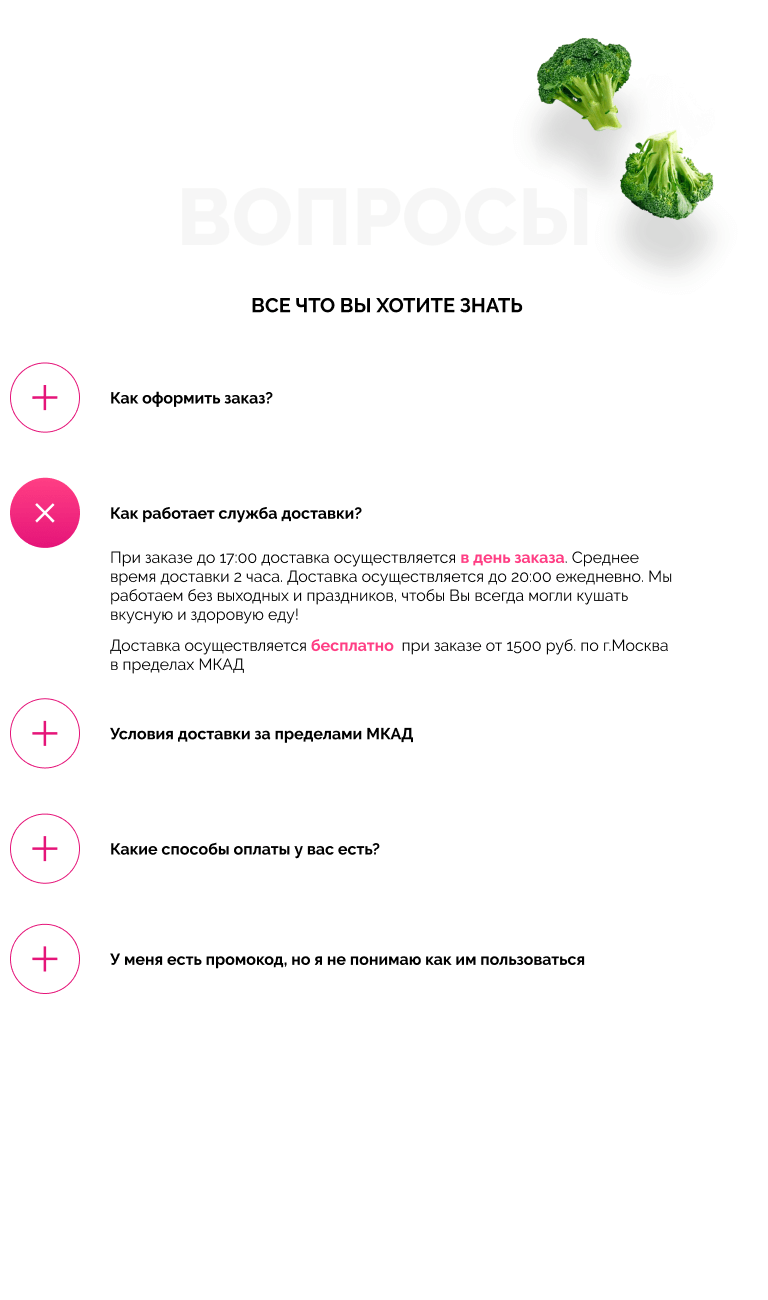 ВОПРОСЫ
ВСЕ ЧТО ВЫ ХОТИТЕ ЗНАТЬ
Как оформить заказ?
Как работает служба доставки?
При заказе до 17:00 доставка осуществляется в день заказа. Среднее
время доставки 2 часа. Доставка осуществляется до 20:00 ежедневно. Мы
работаем без выходных и праздников, чтобы Вы всегда могли кушать
вкусную и здоровую еду!
Доставка осуществляется бесплатно при заказе от 1500 руб. по г.Москва
в пределах МКАД
Условия доставки за пределами МКАД
Какие способы оплаты у вас есть?
У меня есть промокод, но я не понимаю как им пользоваться